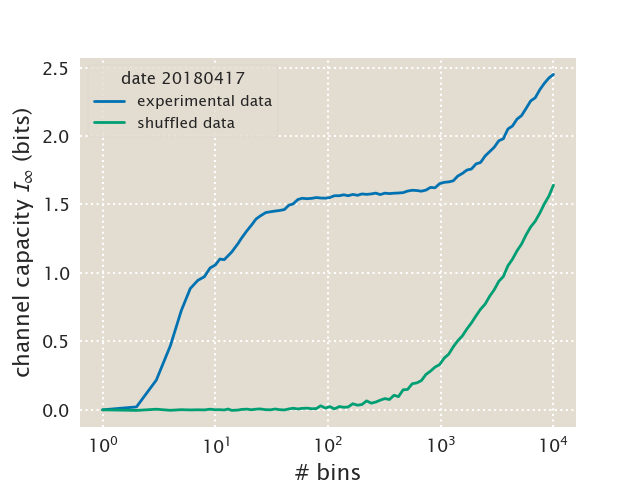 2.5
2.0
1.5
1.0
0.5
0.0
channel capacity I∞ (bits)
date 20180417
experimental data
shuffled data
10⁰ 10¹ 10² 10³ 10⁴
# bins